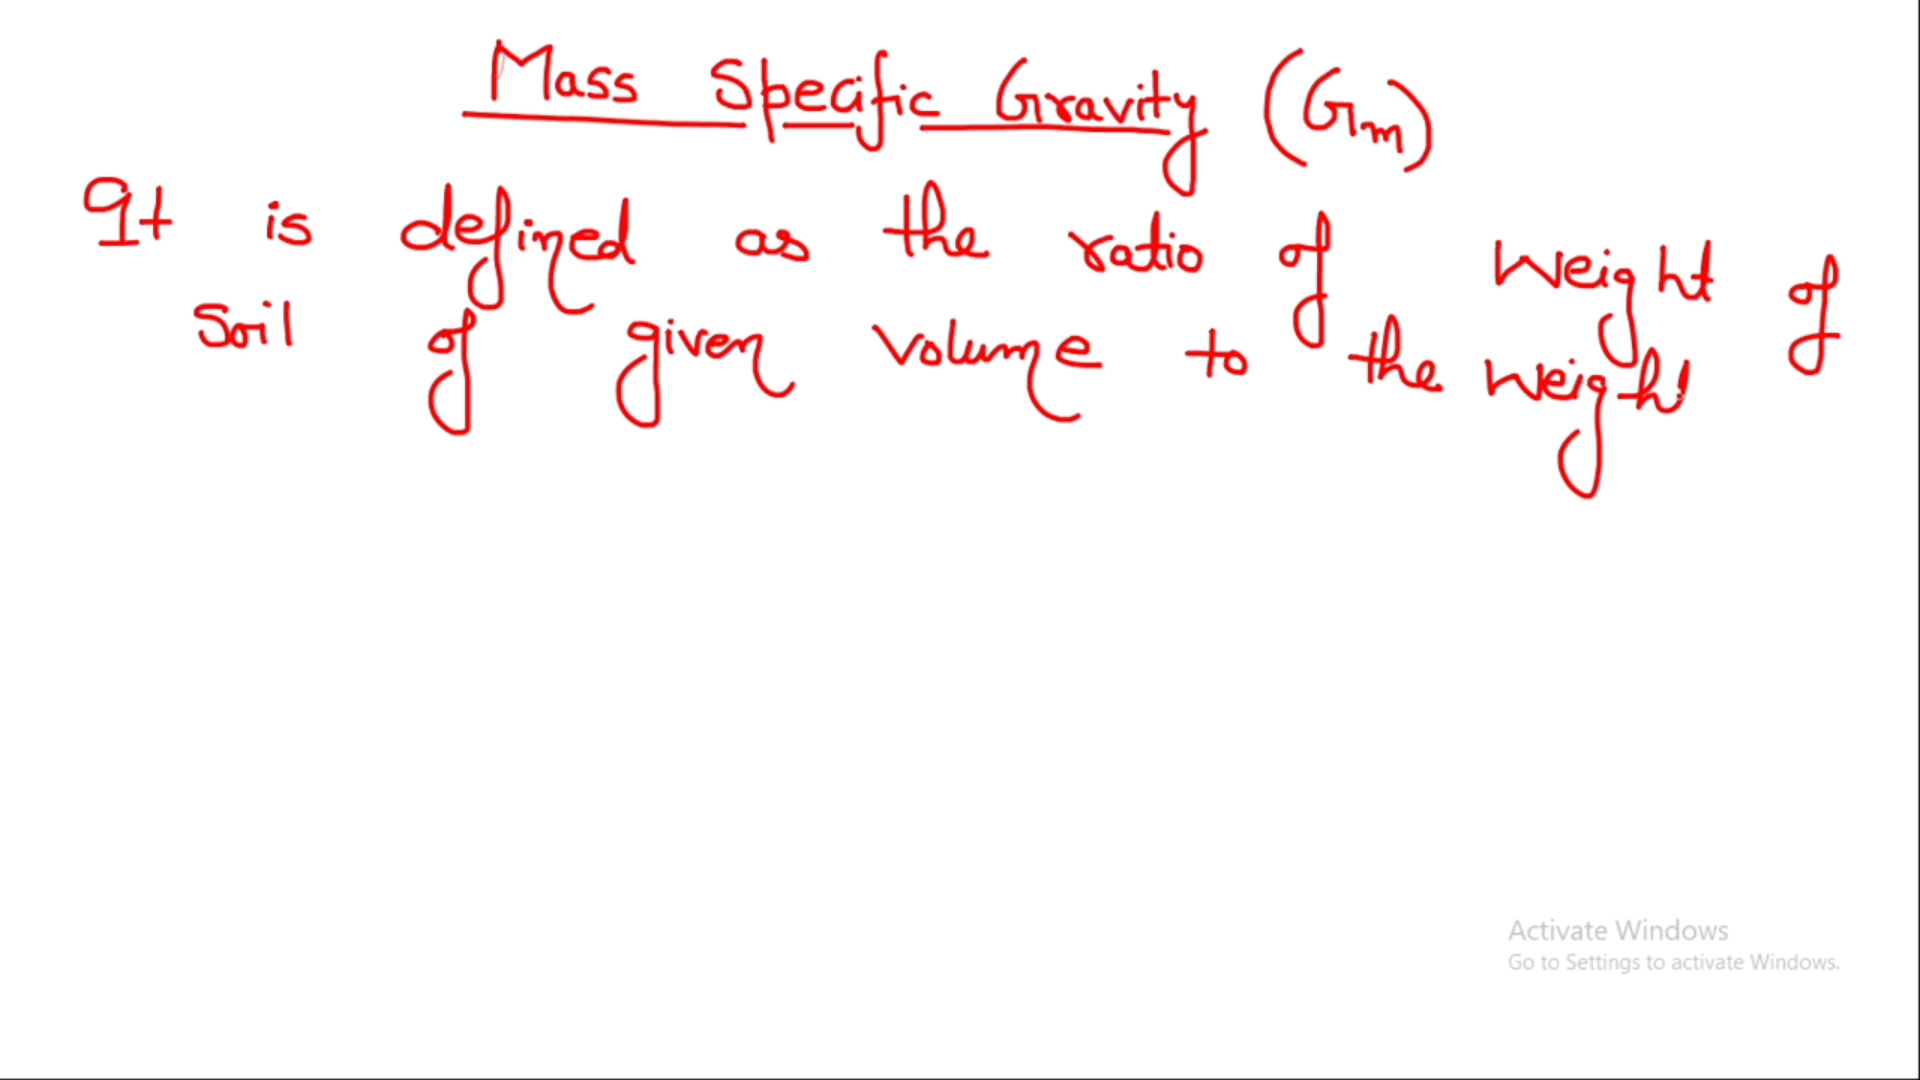 Mass Specific Gravity (Gm)
It is defined as the ratio of weight of
soil of given volume to the weight
Activate Windows
Go to Settings to activate Windows.